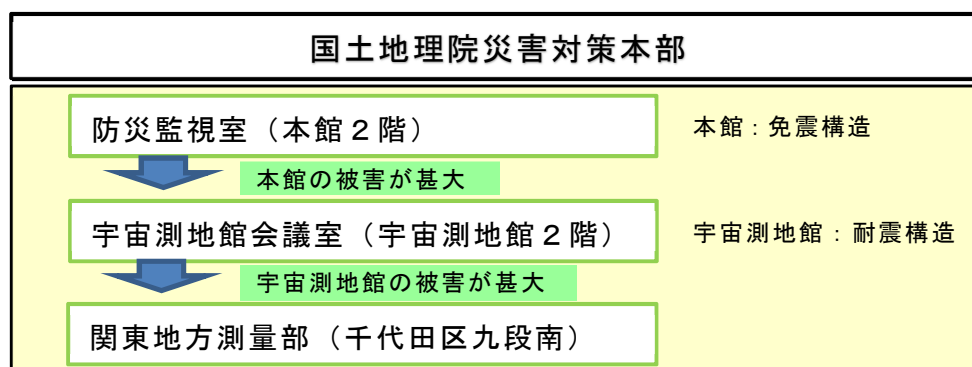 国土地理院災害対策本部
防災監視室（本館２階）
本館：免震構造
本館の被害が甚大
宇宙測地館会議室（宇宙測地館２階）
宇宙測地館：耐震構造
宇宙測地館の被害が甚大
関東地方測量部（千代田区九段南）